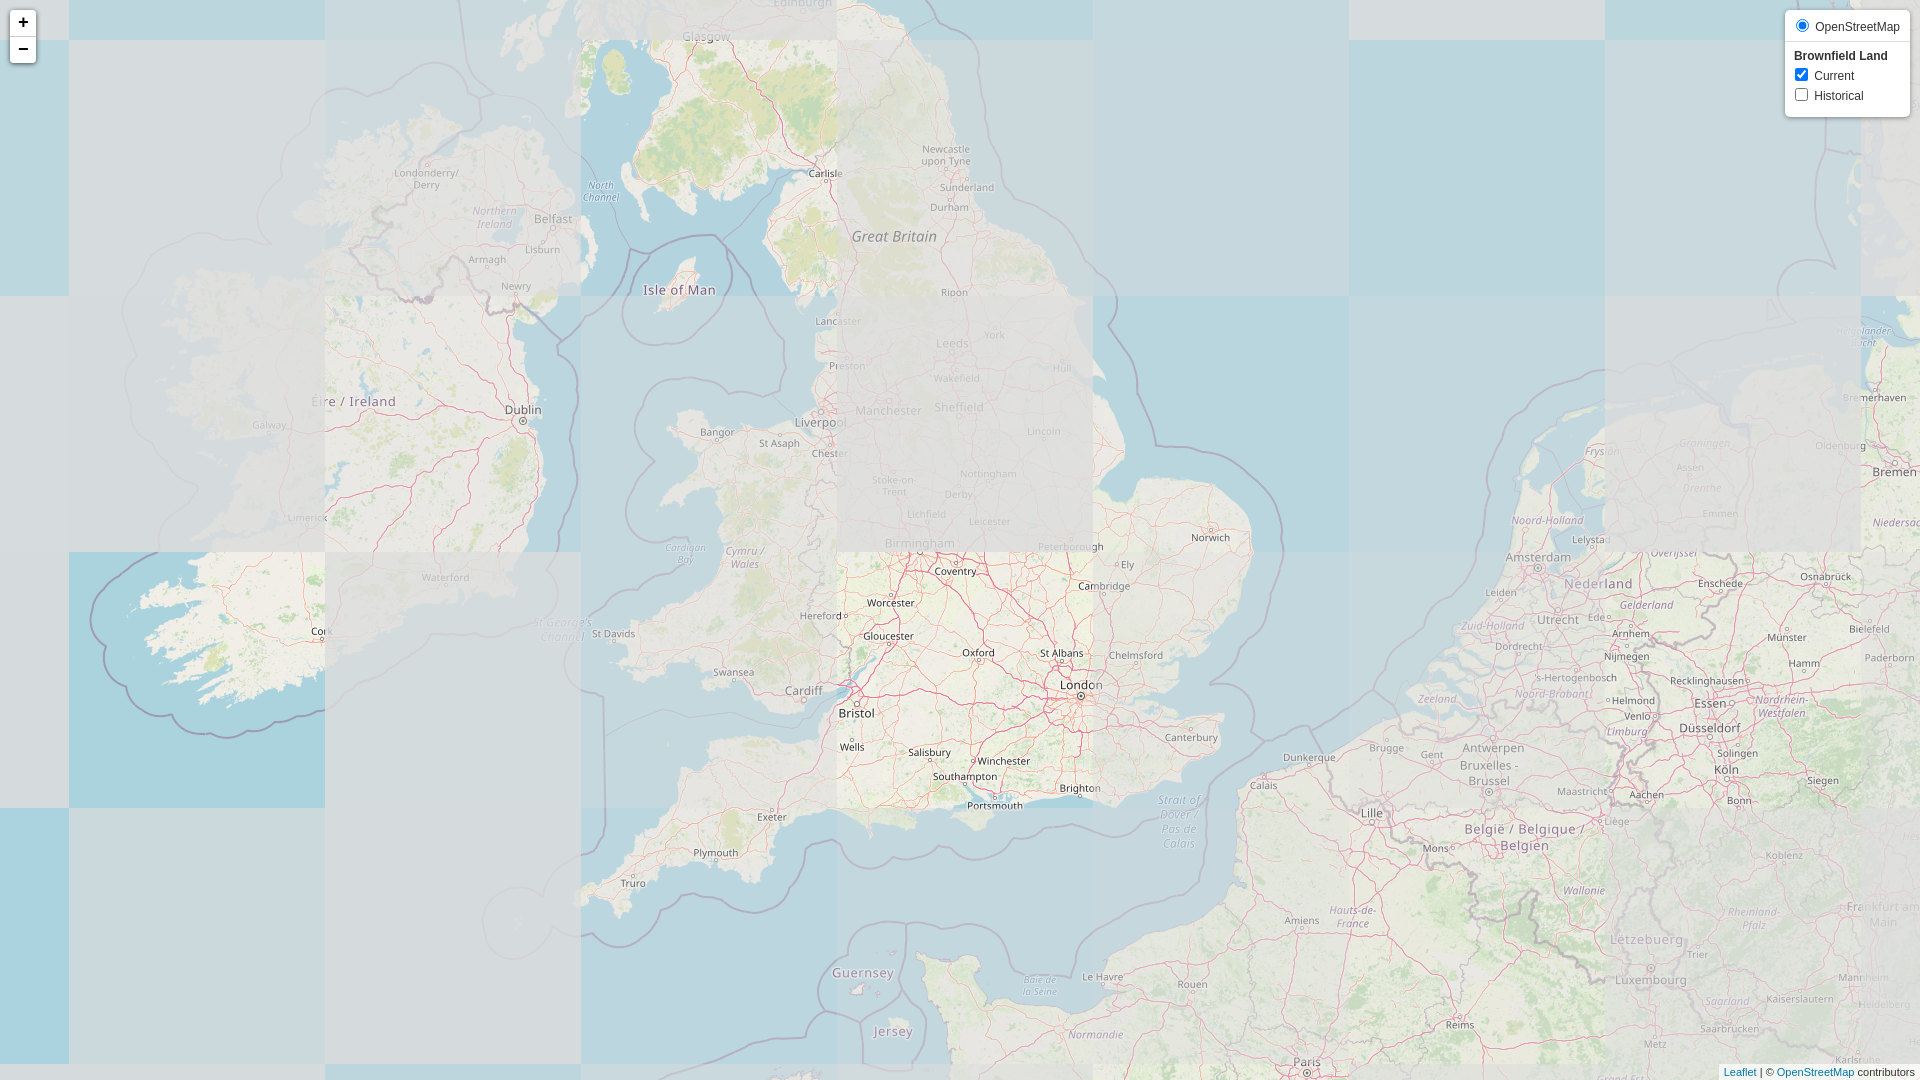 +
−
OpenStreetMap
Brownfield Land
Current
Historical
Edinburgh
Glasgow
Newcastle
upon Tyne
Londonderry/
Derry
Carlisle
North
Channel
Sunderland
Durham
Northern
Ireland
Belfast
Great Britain
Lisburn
Armagh
Newry
Isle of Man
Ripon
Lancaster
York
Leeds
Preston
Hull
Wakefield
Éire / Ireland
Dublin
Manchester
Sheffield
Bremerhaven
Galway
Liverpool
Bangor
St Asaph
Lincoln
Chester
Groningen
Oldenburg
Fryslân
Assen
Bremen
Nottingham
Stoke-on-
Trent
Derby
Drenthe
Lichfield
Leicester
Emmen
Limerick
Noord-Holland
Niedersac
Norwich
Birmingham
Peterborough
Lelystad
Cardigan
Bay
Cymru /
Wales
Amsterdam
Overijssel
Coventry
Ely
Waterford
Cambridge
Nederland
Enschede
Osnabrück
Worcester
Leiden
Gelderland
Hereford
Utrecht
Ede
Cork
St George's
Channel
St Davids
Gloucester
Zuid-Holland
Arnhem
Münster
Bielefeld
Oxford
St Albans
Chelmsford
Dordrecht
Nijmegen
Paderborn
Hamm
Swansea
London
's-Hertogenbosch
Recklinghausen
Cardiff
Zeeland
Noord-Brabant
Helmond
Essen
Nordrhein-
Westfalen
Bristol
Venlo
Düsseldorf
Limburg
Canterbury
Wells
Salisbury
Brugge
Gent
Antwerpen
Solingen
Winchester
Dunkerque
Bruxelles -
Brussel
Köln
Southampton
Brighton
Calais
Maastricht
Aachen
Siegen
Portsmouth
Strait of
Dover /
Pas de
Calais
Bonn
Exeter
Lille
Liège
België / Belgique /
Belgien
Plymouth
Mons
Koblenz
Truro
Wallonie
Hauts-de-
France
Rheinland-
Pfalz
Frankfurt am
Main
Amiens
Lëtzebuerg
Trier
Guernsey
Baie de
la Seine
Le Havre
Rouen
Luxembourg
Mannheim
Saarland
Kaiserslautern
Heidelberg
Jersey
Normandie
Reims
Saarbrücken
Metz
Paris
Karlsruhe
Grand Est
Leaflet | © OpenStreetMap contributors